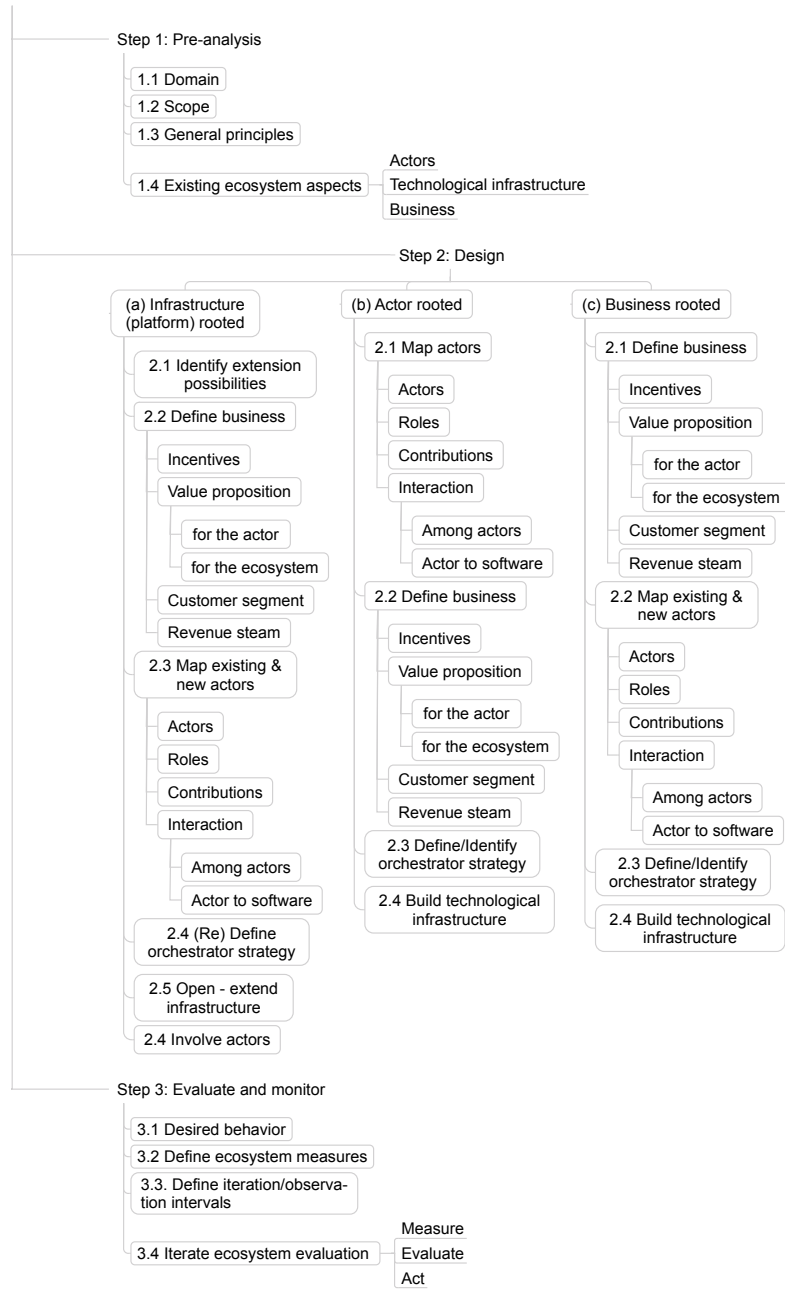 Step 1: Pre-analysis
1.1 Domain
1.2 Scope
1.3 General principles
1.4 Existing ecosystem aspects
Actors
Technological infrastructure
Business
Step 2: Design
(a) Infrastructure
(platform) rooted
2.1 Identify extension
possibilities
2.2 Define business
Incentives
Value proposition
for the actor
for the ecosystem
Customer segment
Revenue steam
2.3 Map existing &
new actors
Actors
Roles
Contributions
Interaction
Among actors
Actor to software
2.4 (Re) Define
orchestrator strategy
2.5 Open - extend
infrastructure
2.4 Involve actors
(b) Actor rooted
2.1 Map actors
Actors
Roles
Contributions
Interaction
Among actors
Actor to software
2.2 Define business
Incentives
Value proposition
for the actor
for the ecosystem
Customer segment
Revenue steam
2.3 Define/Identify
orchestrator strategy
2.4 Build technological
infrastructure
(c) Business rooted
2.1 Define business
Incentives
Value proposition
for the actor
for the ecosystem
Customer segment
Revenue steam
2.2 Map existing &
new actors
Actors
Roles
Contributions
Interaction
Among actors
Actor to software
2.3 Define/Identify
orchestrator strategy
2.4 Build technological
infrastructure
Step 3: Evaluate and monitor
3.1 Desired behavior
3.2 Define ecosystem measures
3.3. Define iteration/observa-
tion intervals
3.4 Iterate ecosystem evaluation
Measure
Evaluate
Act